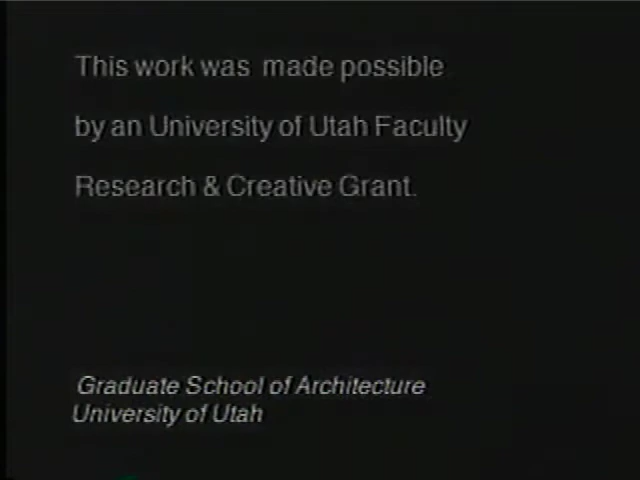 This work was made possible
by an University of Utah Faculty
Research & Creative Grant.
Graduate School of Architecture
University of Utah